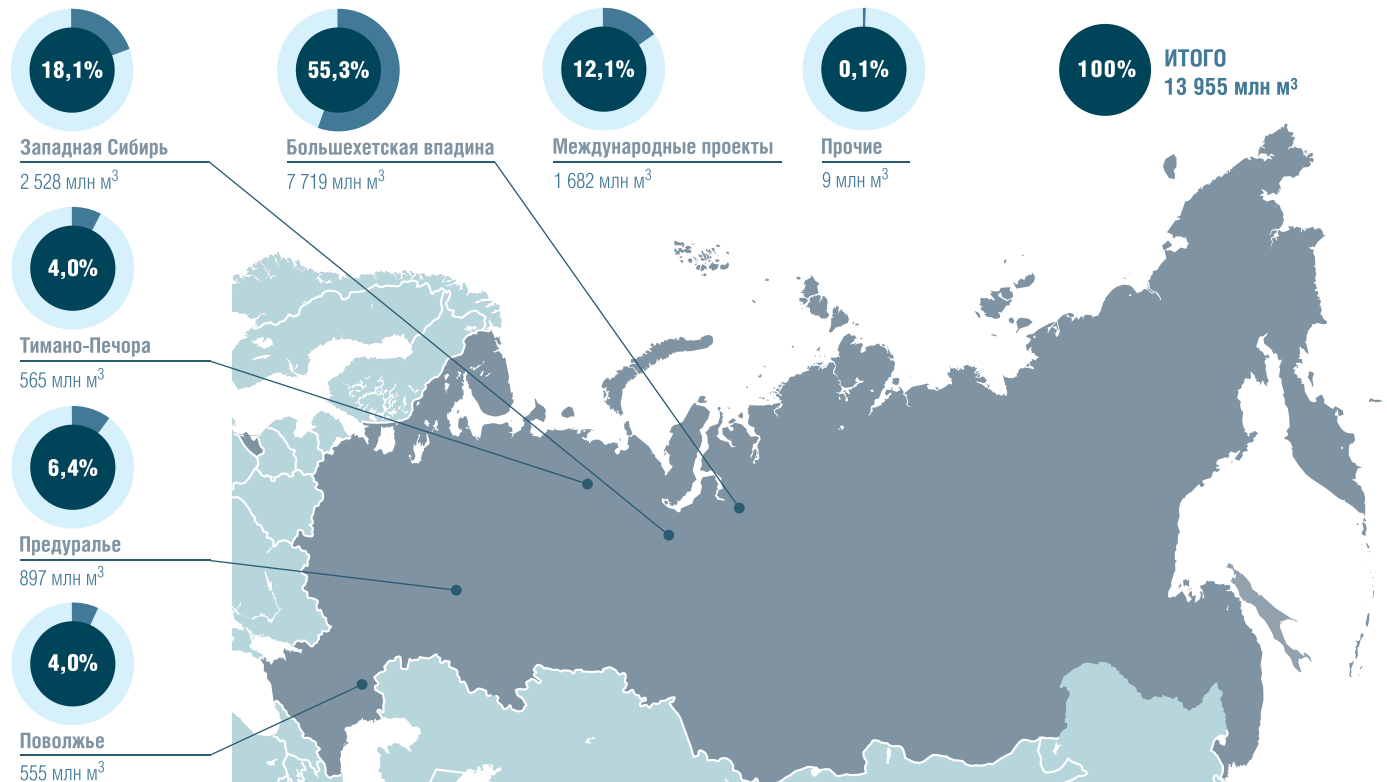 18,1%
Западная Сибирь
2 528 млн м³
55,3%
Большехетская впадина
7 719 млн м³
12,1%
Международные проекты
1 682 млн м³
0,1%
Прочие
9 млн м³
100%
ИТОГО
13 955 млн м³
4,0%
Тимано-Печора
565 млн м³
6,4%
Предуралье
897 млн м³
4,0%
Поволжье
555 млн м³